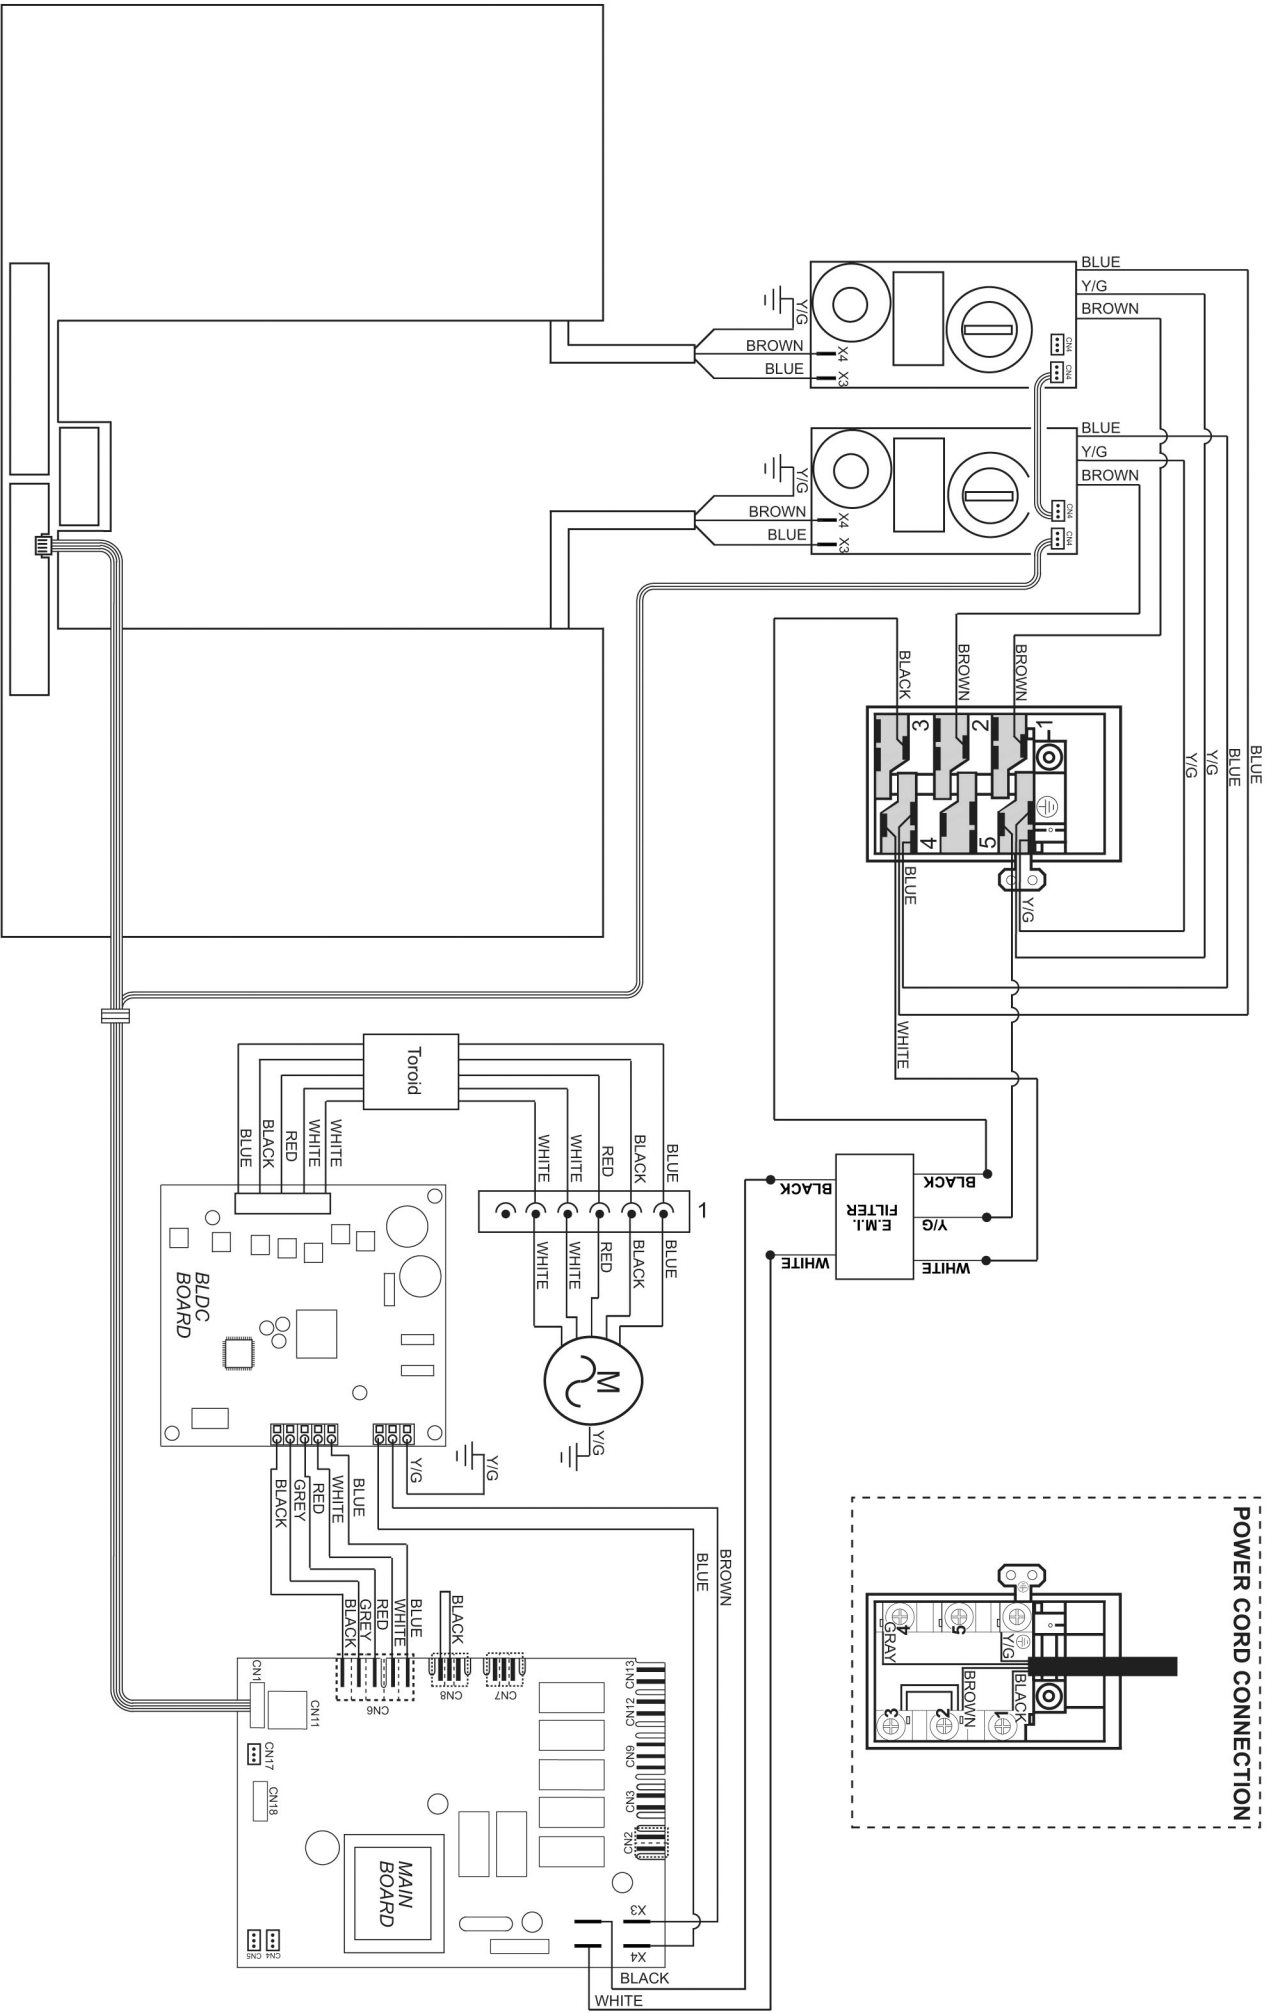 BLUE
Y/G
BROWN
CN4
CN4
X4
X3
Y/G
BROWN
BLUE
BLUE
Y/G
BROWN
CN4
CN4
X4
X3
Y/G
BROWN
BLUE
BLACK
BROWN
BROWN
3
2
1
4
5
BLUE
Y/G
Y/G
Y/G
BLUE
BLUE
WHITE
Toroid
BLUE
BLACK
RED
WHITE
WHITE
WHITE
WHITE
RED
BLACK
BLUE
1
WHITE
WHITE
RED
BLACK
BLUE
M
Y/G
BLACK
WHITE
E.M.I.
FILTER
BLACK
Y/G
WHITE
BLDC
BOARD
Y/G
Y/G
BLACK
GREY
RED
WHITE
BLUE
BLACK
GREY
RED
WHITE
BLUE
BLACK
BLUE
BROWN
CN1
CN11
CN6
CN8
CN7
CN13
CN12
CN9
CN3
CN2
CN17
CN18
MAIN
BOARD
CN5
CN4
X3
X4
BLACK
WHITE
POWER CORD CONNECTION
4
5
GRAY
Y/G
BROWN
BLACK
3
2
1